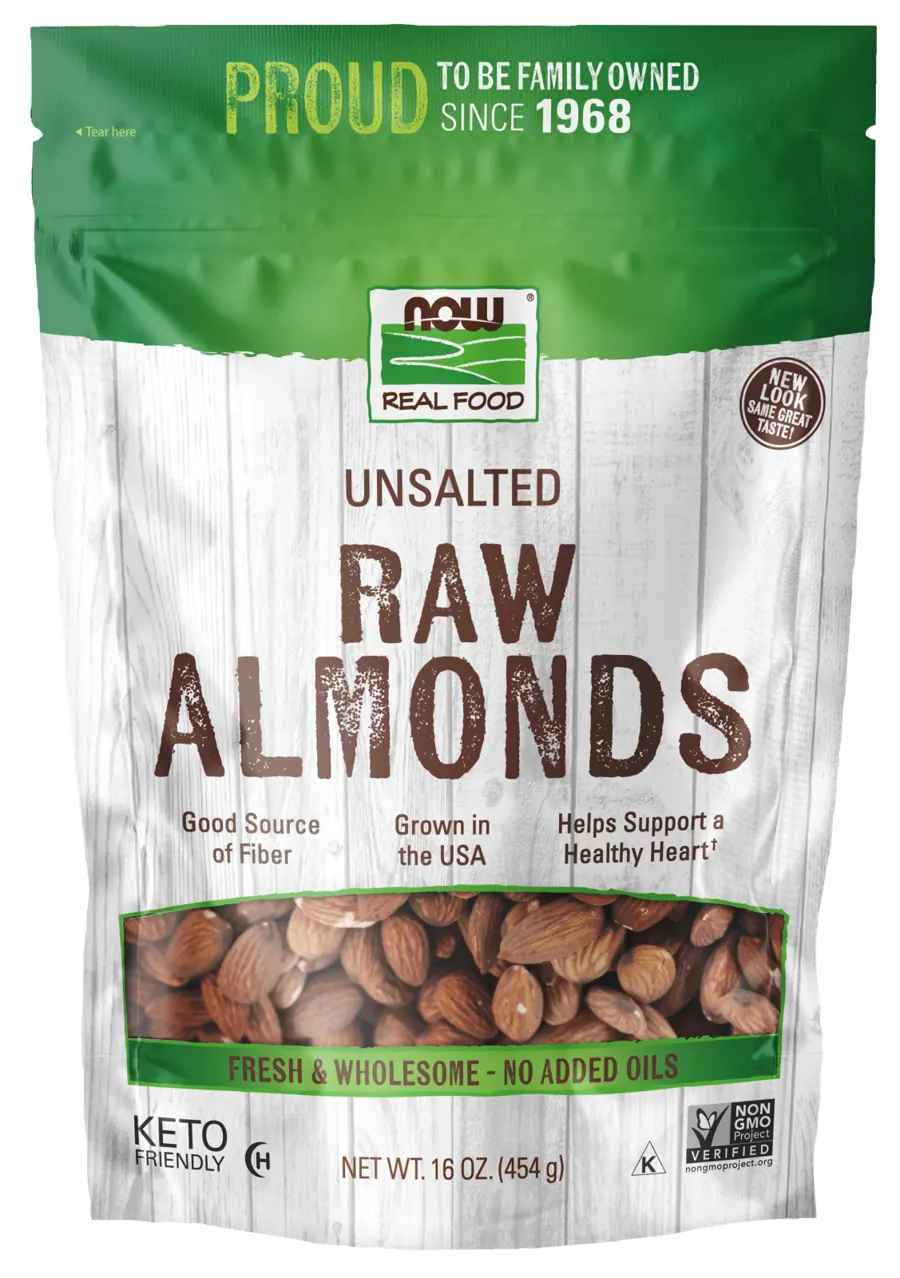 PROUD TO BE FAMILY OWNED
SINCE 1968
Tear here
NOW®
REAL FOOD
NEW
LOOK
SAME GREAT
TASTE!
UNSALTED
RAW
ALMONDS
Good Source
of Fiber
Grown in
the USA
Helps Support a
Healthy Heart†
FRESH & WHOLESOME - NO ADDED OILS
KETO
FRIENDLY
H
NET WT. 16 OZ. (454 g)
K
NON
GMO
Project
VERIFIED
nongmoproject.org